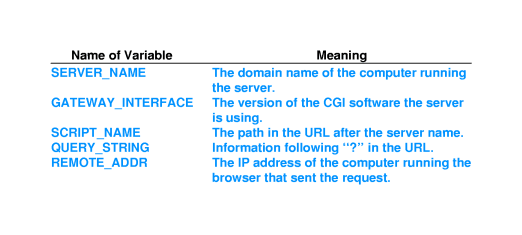 Name of Variable Meaning
SERVER_NAME The domain name of the computer running
the server.
GATEWAY_INTERFACE The version of the CGI software the server
is using.
SCRIPT_NAME The path in the URL after the server name.
QUERY_STRING Information following ‘‘?’’ in the URL.
REMOTE_ADDR The IP address of the computer running the
browser that sent the request.